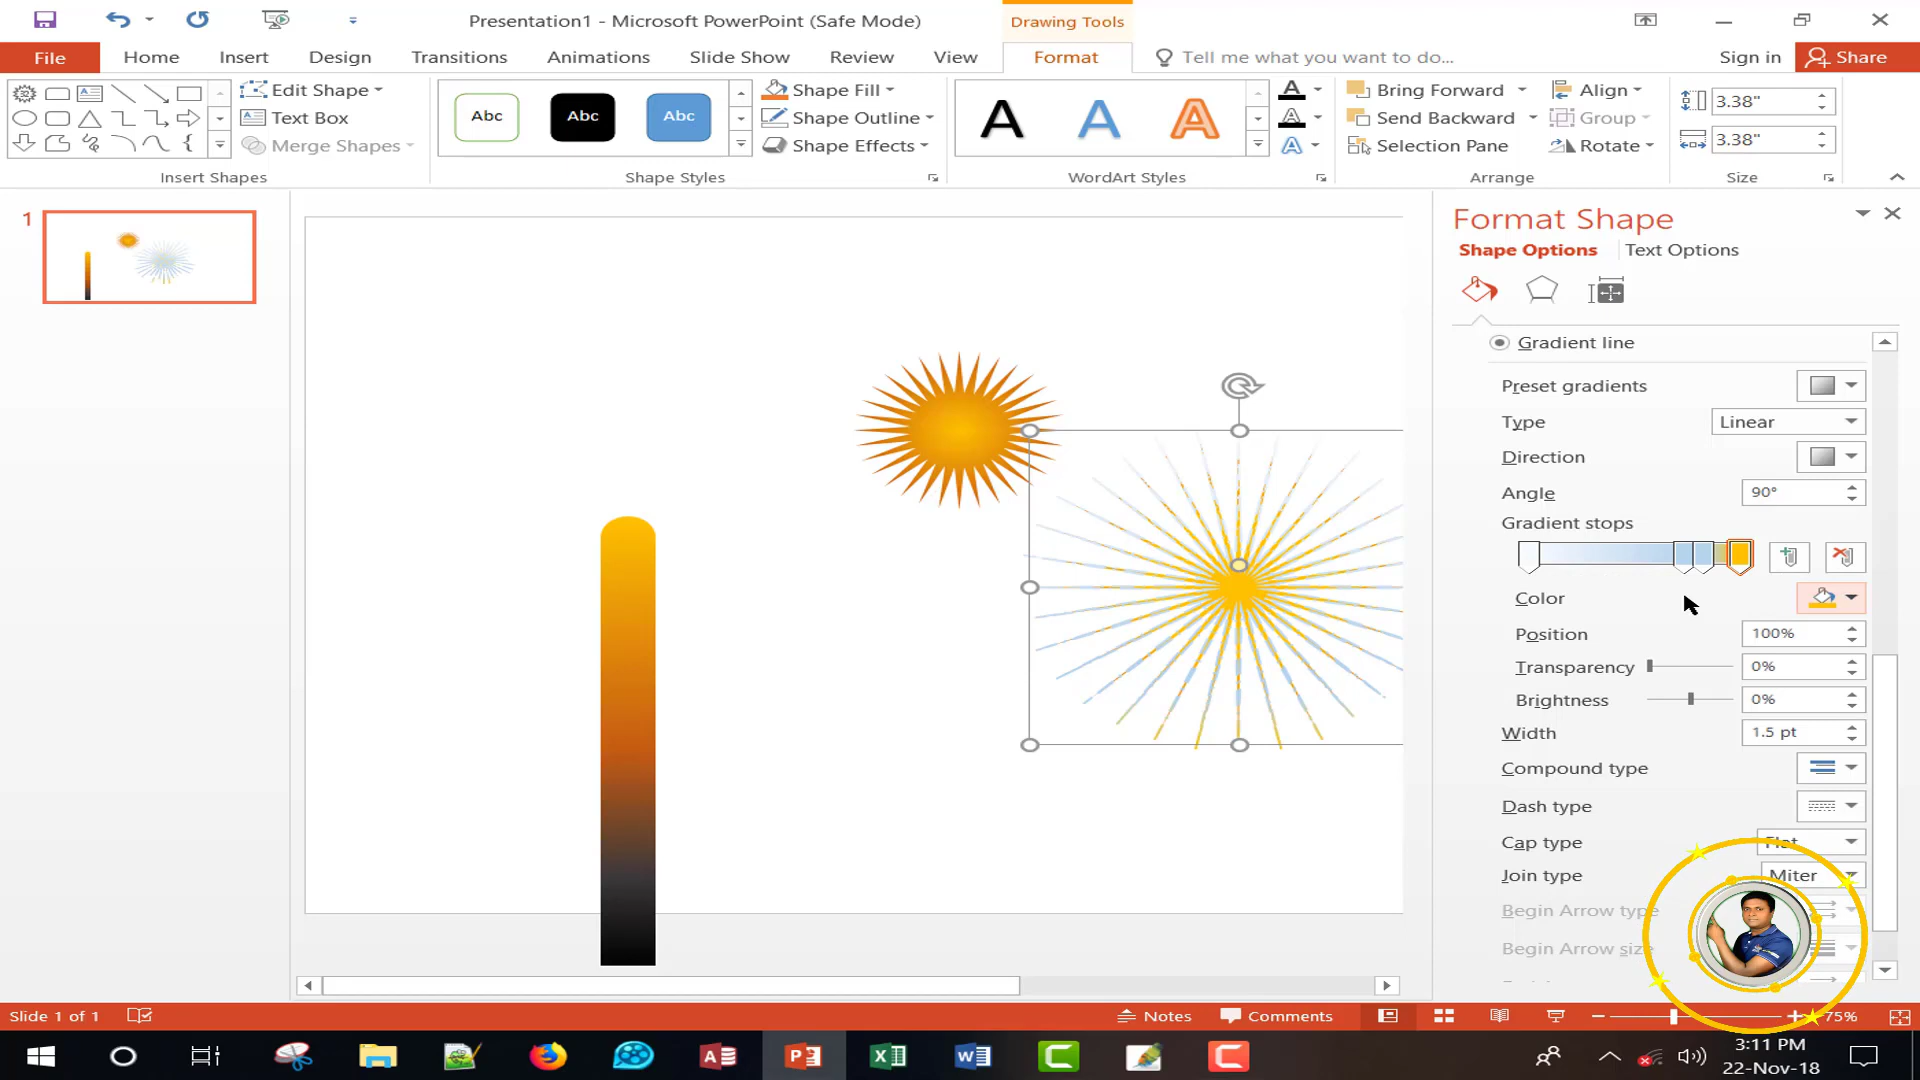 Presentation1 - Microsoft PowerPoint (Safe Mode)
Drawing Tools
File
Home
Insert
Design
Transitions
Animations
Slide Show
Review
View
Format
Tell me what you want to do...
Sign in
Share
Edit Shape
Text Box
Merge Shapes
Insert Shapes
Abc
Abc
Abc
Shape Fill
Shape Outline
Shape Effects
Shape Styles
A
A
A
WordArt Styles
Bring Forward
Send Backward
Selection Pane
Align
Group
Rotate
Arrange
3.38"
3.38"
Size
1
Format Shape
Shape Options
Text Options
Gradient line
Preset gradients
Type
Linear
Direction
Angle
90°
Gradient stops
Color
Position
100%
Transparency
0%
Brightness
0%
Width
1.5 pt
Compound type
Dash type
Cap type
Flat
Join type
Miter
Begin Arrow type
Begin Arrow size
Slide 1 of 1
Notes
Comments
75%
3:11 PM
22-Nov-18